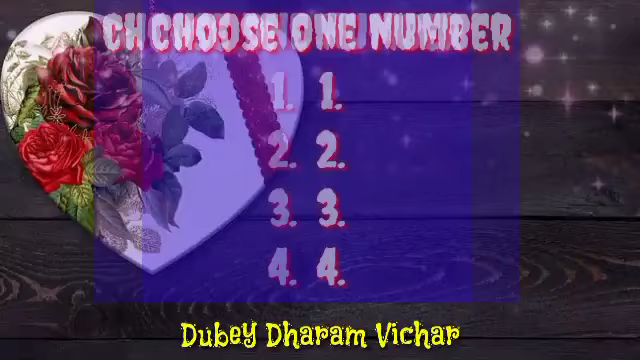 CH CHOOSE ONE NUMBER
1. 1.
2. 2.
3. 3.
4. 4.
Dubey Dharam Vichar